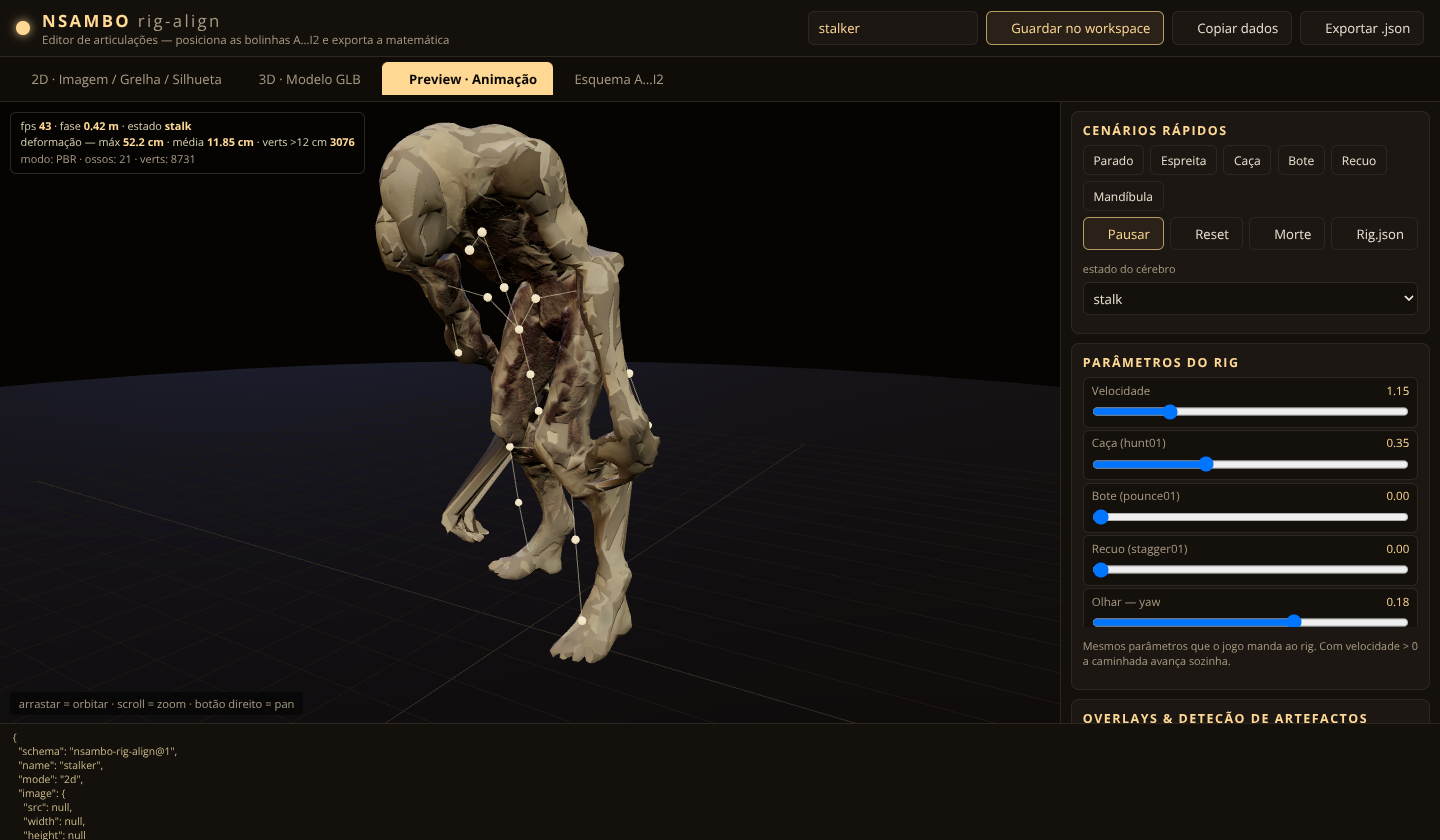 NSAMBO rig-align
Editor de articulações — posiciona as bolinhas A...I2 e exporta a matemática
stalker
Guardar no workspace
Copiar dados
Exportar .json
2D · Imagem / Grelha / Silhueta
3D · Modelo GLB
Preview · Animação
Esquema A...I2
fps 43 · fase 0.42 m · estado stalk
deformação — máx 52.2 cm · média 11.85 cm · verts >12 cm 3076
modo: PBR · ossos: 21 · verts: 8731
arrastar = orbitar · scroll = zoom · botão direito = pan
CENÁRIOS RÁPIDOS
Parado Espreita Caça Bote Recuo
Mandíbula
Pausar Reset Morte Rig.json
estado do cérebro
stalk
PARÂMETROS DO RIG
Velocidade 1.15
Caça (hunt01) 0.35
Bote (pounce01) 0.00
Recuo (stagger01) 0.00
Olhar — yaw 0.18
Mesmos parâmetros que o jogo manda ao rig. Com velocidade > 0
a caminhada avança sozinha.
OVERLAYS & DETEÇÃO DE ARTEFACTOS
{
"schema": "nsambo-rig-align@1",
"name": "stalker",
"mode": "2d",
"image": {
"src": null,
"width": null,
"height": null